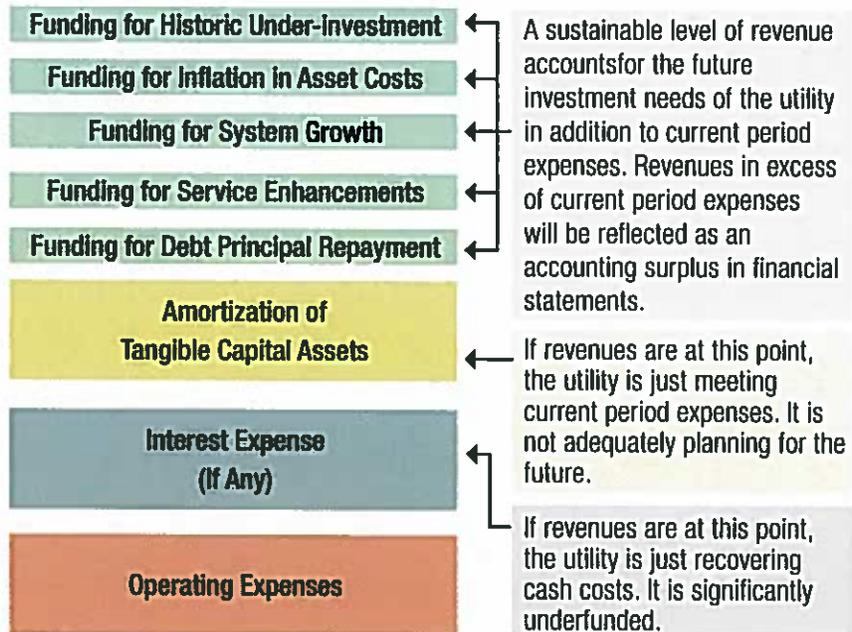 Funding for Historic Under-investment
Funding for Inflation in Asset Costs
Funding for System Growth
Funding for Service Enhancements
Funding for Debt Principal Repayment
Amortization of
Tangible Capital Assets
Interest Expense
(If Any)
Operating Expenses
A sustainable level of revenue
accountsfor the future
investment needs of the utility
in addition to current period
expenses. Revenues in excess
of current period expenses
will be reflected as an
accounting surplus in financial
statements.
If revenues are at this point,
the utility is just meeting
current period expenses. It is
not adequately planning for the
future.
If revenues are at this point,
the utility is just recovering
cash costs. It is significantly
underfunded.